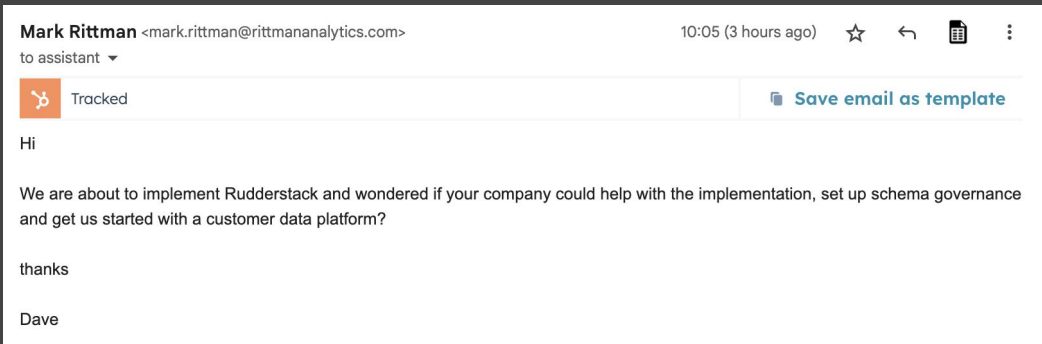 Mark Rittman <mark.rittman@rittmananalytics.com> 10:05 (3 hours ago)
to assistant
Tracked Save email as template
Hi
We are about to implement Rudderstack and wondered if your company could help with the implementation, set up schema governance
and get us started with a customer data platform?
thanks
Dave